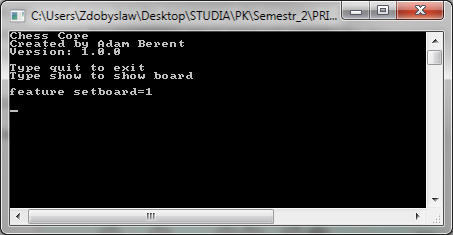 C:\Users\Zdobyslaw\Desktop\STUDIA\PK\Semestr_2\PRI...
Chess Core
Created by Adam Berent
Version: 1.0.0
Type quit to exit
Type show to show board
feature setboard=1